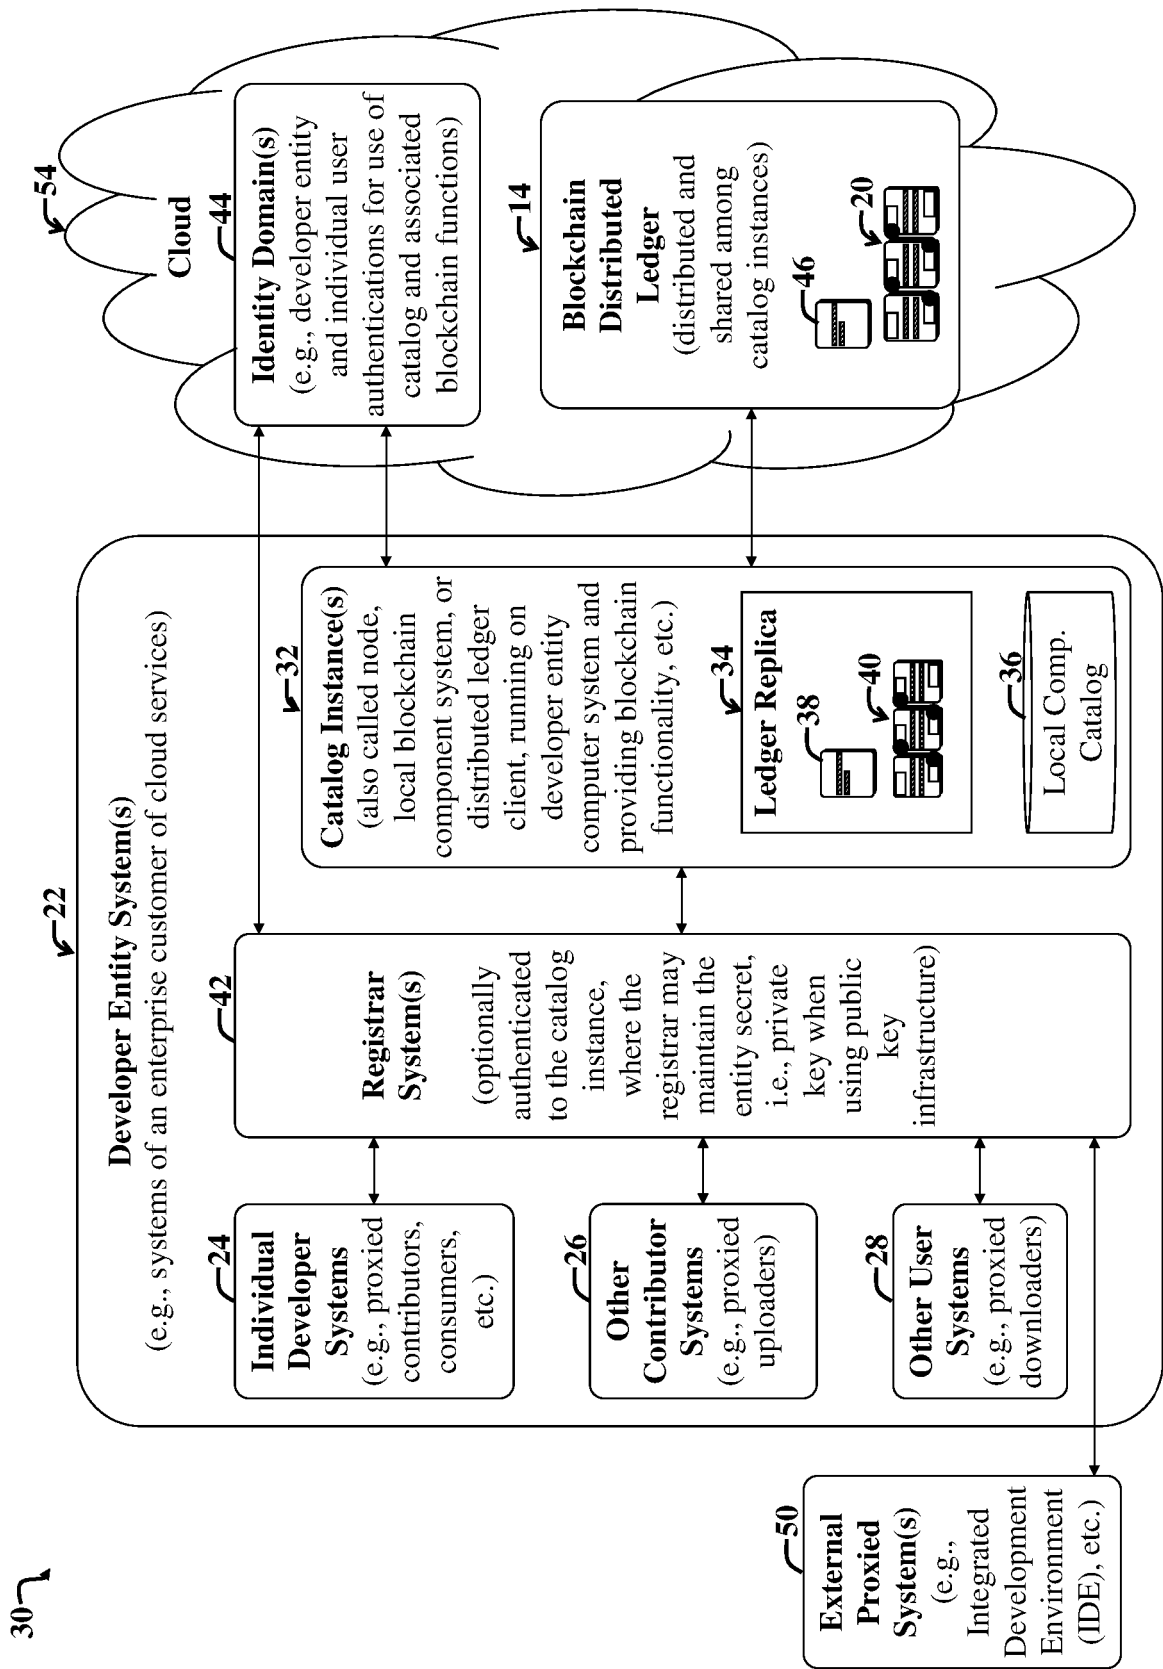 30
22
Developer Entity System(s)
(e.g., systems of an enterprise customer of cloud services)
50
External
Proxied
System(s)
(e.g.,
Integrated
Development
Environment
(IDE), etc.)
24
Individual
Developer
Systems
(e.g., proxied
contributors,
consumers,
etc.)
26
Other
Contributor
Systems
(e.g., proxied
uploaders)
28
Other User
Systems
(e.g., proxied
downloaders)
42
Registrar
System(s)
(optionally
authenticated
to the catalog
instance,
where the
registrar may
maintain the
entity secret,
i.e., private
key when
using public
key
infrastructure)
32
Catalog Instance(s)
(also called node,
local blockchain
component system, or
distributed ledger
client, running on
developer entity
computer system and
providing blockchain
functionality, etc.)
34
Ledger Replica
38
40
36
Local Comp.
Catalog
54
Cloud
44
Identity Domain(s)
(e.g., developer entity
and individual user
authentications for use of
catalog and associated
blockchain functions)
14
Blockchain
Distributed
Ledger
(distributed and
shared among
catalog instances)
46
20